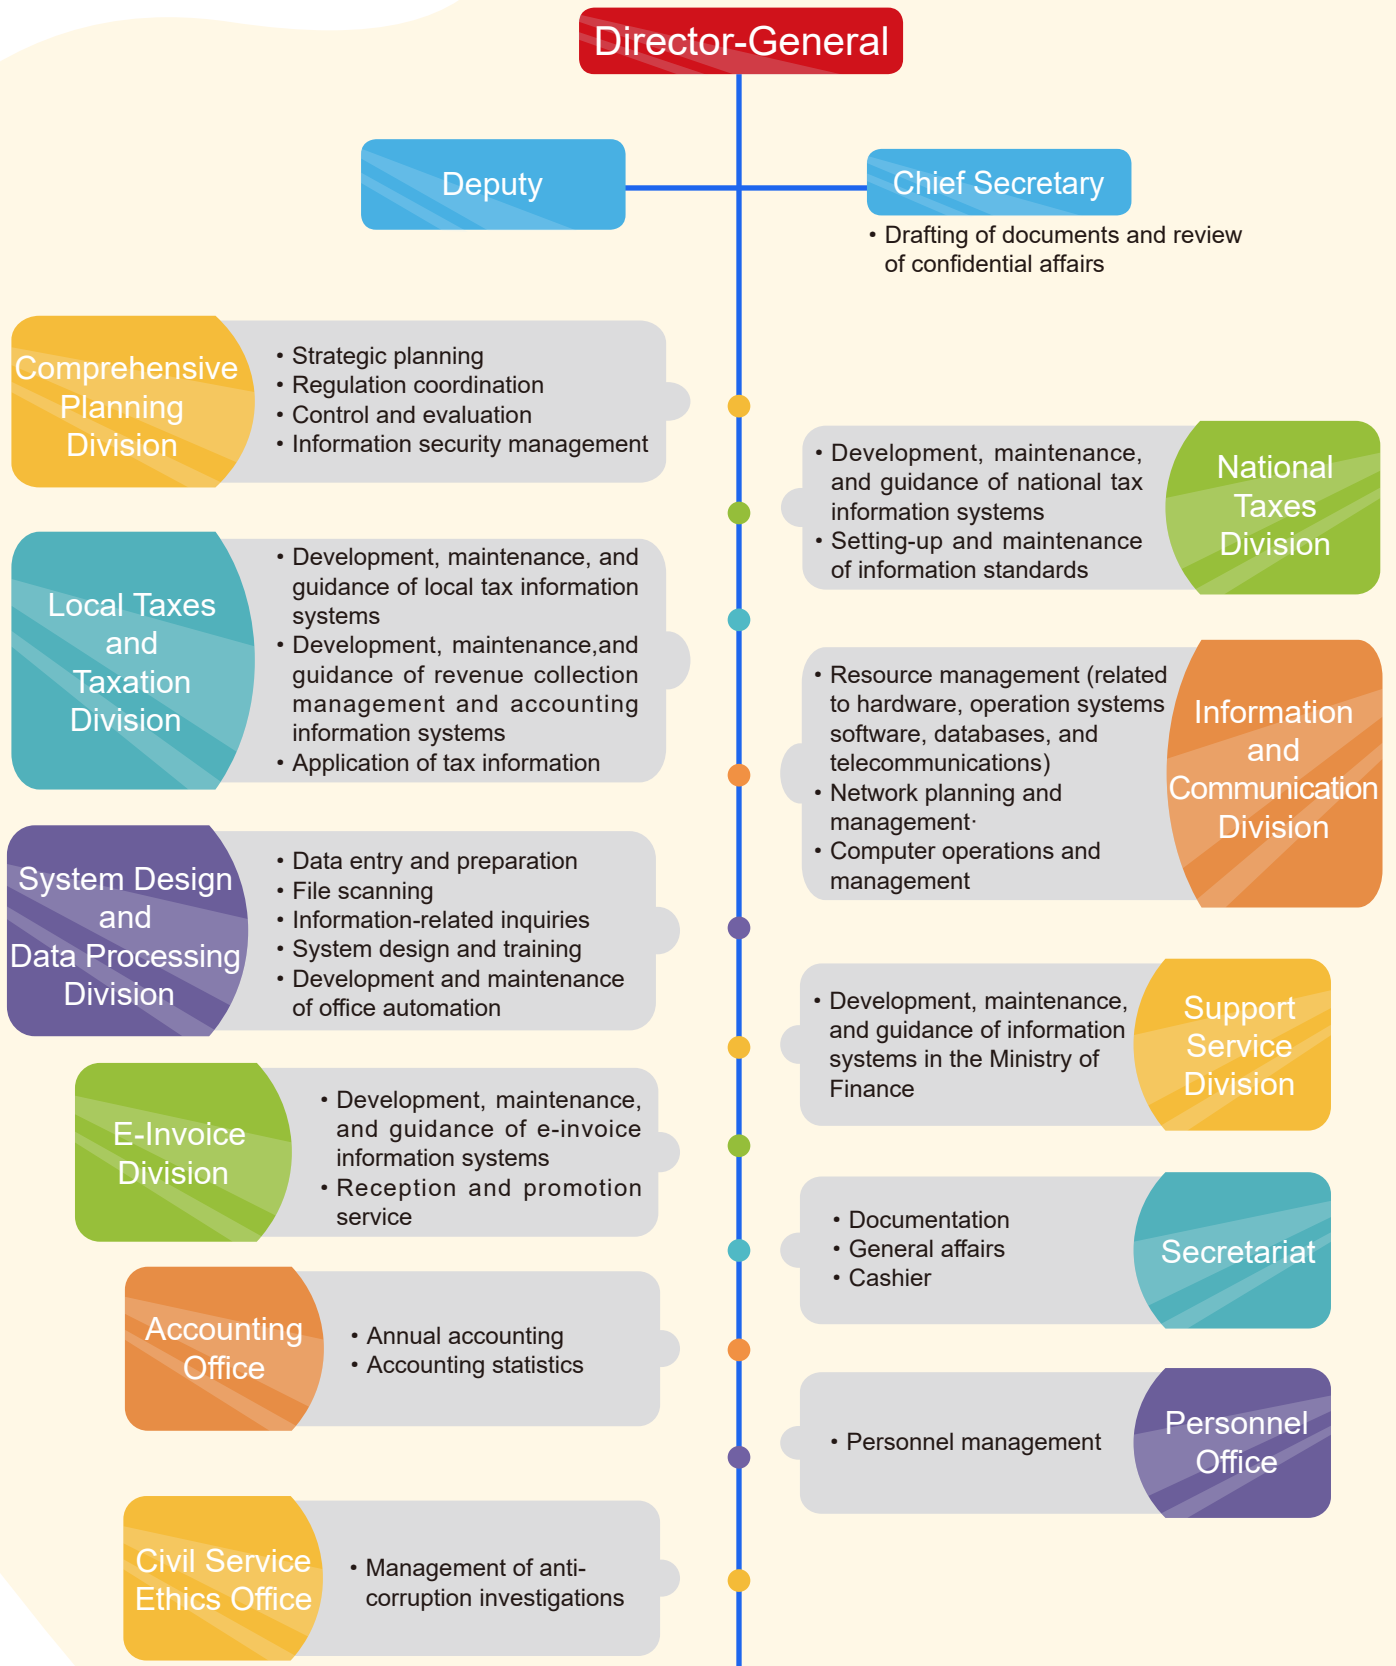 Director-General
Deputy
Chief Secretary
• Drafting of documents and review
of confidential affairs
Comprehensive
Planning
Division
• Strategic planning
• Regulation coordination
• Control and evaluation
• Information security management
National
Taxes
Division
• Development, maintenance,
and guidance of national tax
information systems
• Setting-up and maintenance
of information standards
Local Taxes
and
Taxation
Division
• Development, maintenance, and
guidance of local tax information
systems
• Development, maintenance,and
guidance of revenue collection
management and accounting
information systems
• Application of tax information
Information
and
Communication
Division
• Resource management (related
to hardware, operation systems
software, databases, and
telecommunications)
• Network planning and
management·
• Computer operations and
management
System Design
and
Data Processing
Division
• Data entry and preparation
• File scanning
• Information-related inquiries
• System design and training
• Development and maintenance
of office automation
Support
Service
Division
• Development, maintenance,
and guidance of information
systems in the Ministry of
Finance
E-Invoice
Division
• Development, maintenance,
and guidance of e-invoice
information systems
• Reception and promotion
service
Secretariat
• Documentation
• General affairs
• Cashier
Accounting
Office
• Annual accounting
• Accounting statistics
Personnel
Office
• Personnel management
Civil Service
Ethics Office
• Management of anti-
corruption investigations